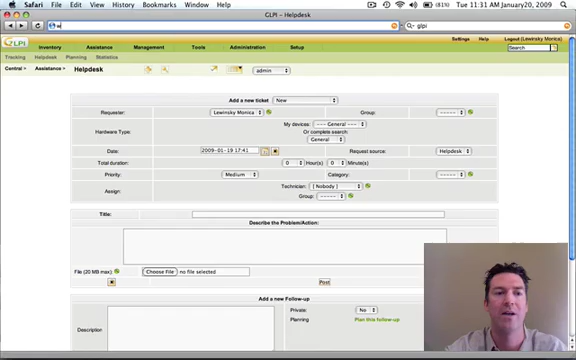 Safari File Edit View History Bookmarks Window Help (81%) Tue 11:31 AM January20, 2009
GLPI – Helpdesk
w
glpi
GLPI
Settings Help Logout (Lewinsky Monica)
Inventory Assistance Management Tools Administration Setup Search
Tracking Helpdesk Planning Statistics
Central » Assistance » Helpdesk admin
Add a new ticket New
Requester: Lewinsky Monica Group: -----
Hardware Type: My devices: --- General ---
Or complete search:
General
Date: 2009-01-19 17:41 Request source: Helpdesk
Total duration: 0 Hour(s) 0 Minute(s)
Priority: Medium Category: -----
Assign: Technician: [ Nobody ]
Group: -----
Title:
Describe the Problem/Action:
File (20 MB max): Choose File no file selected
Post
Add a new Follow-up
Description
Private: No
Planning Plan this follow-up